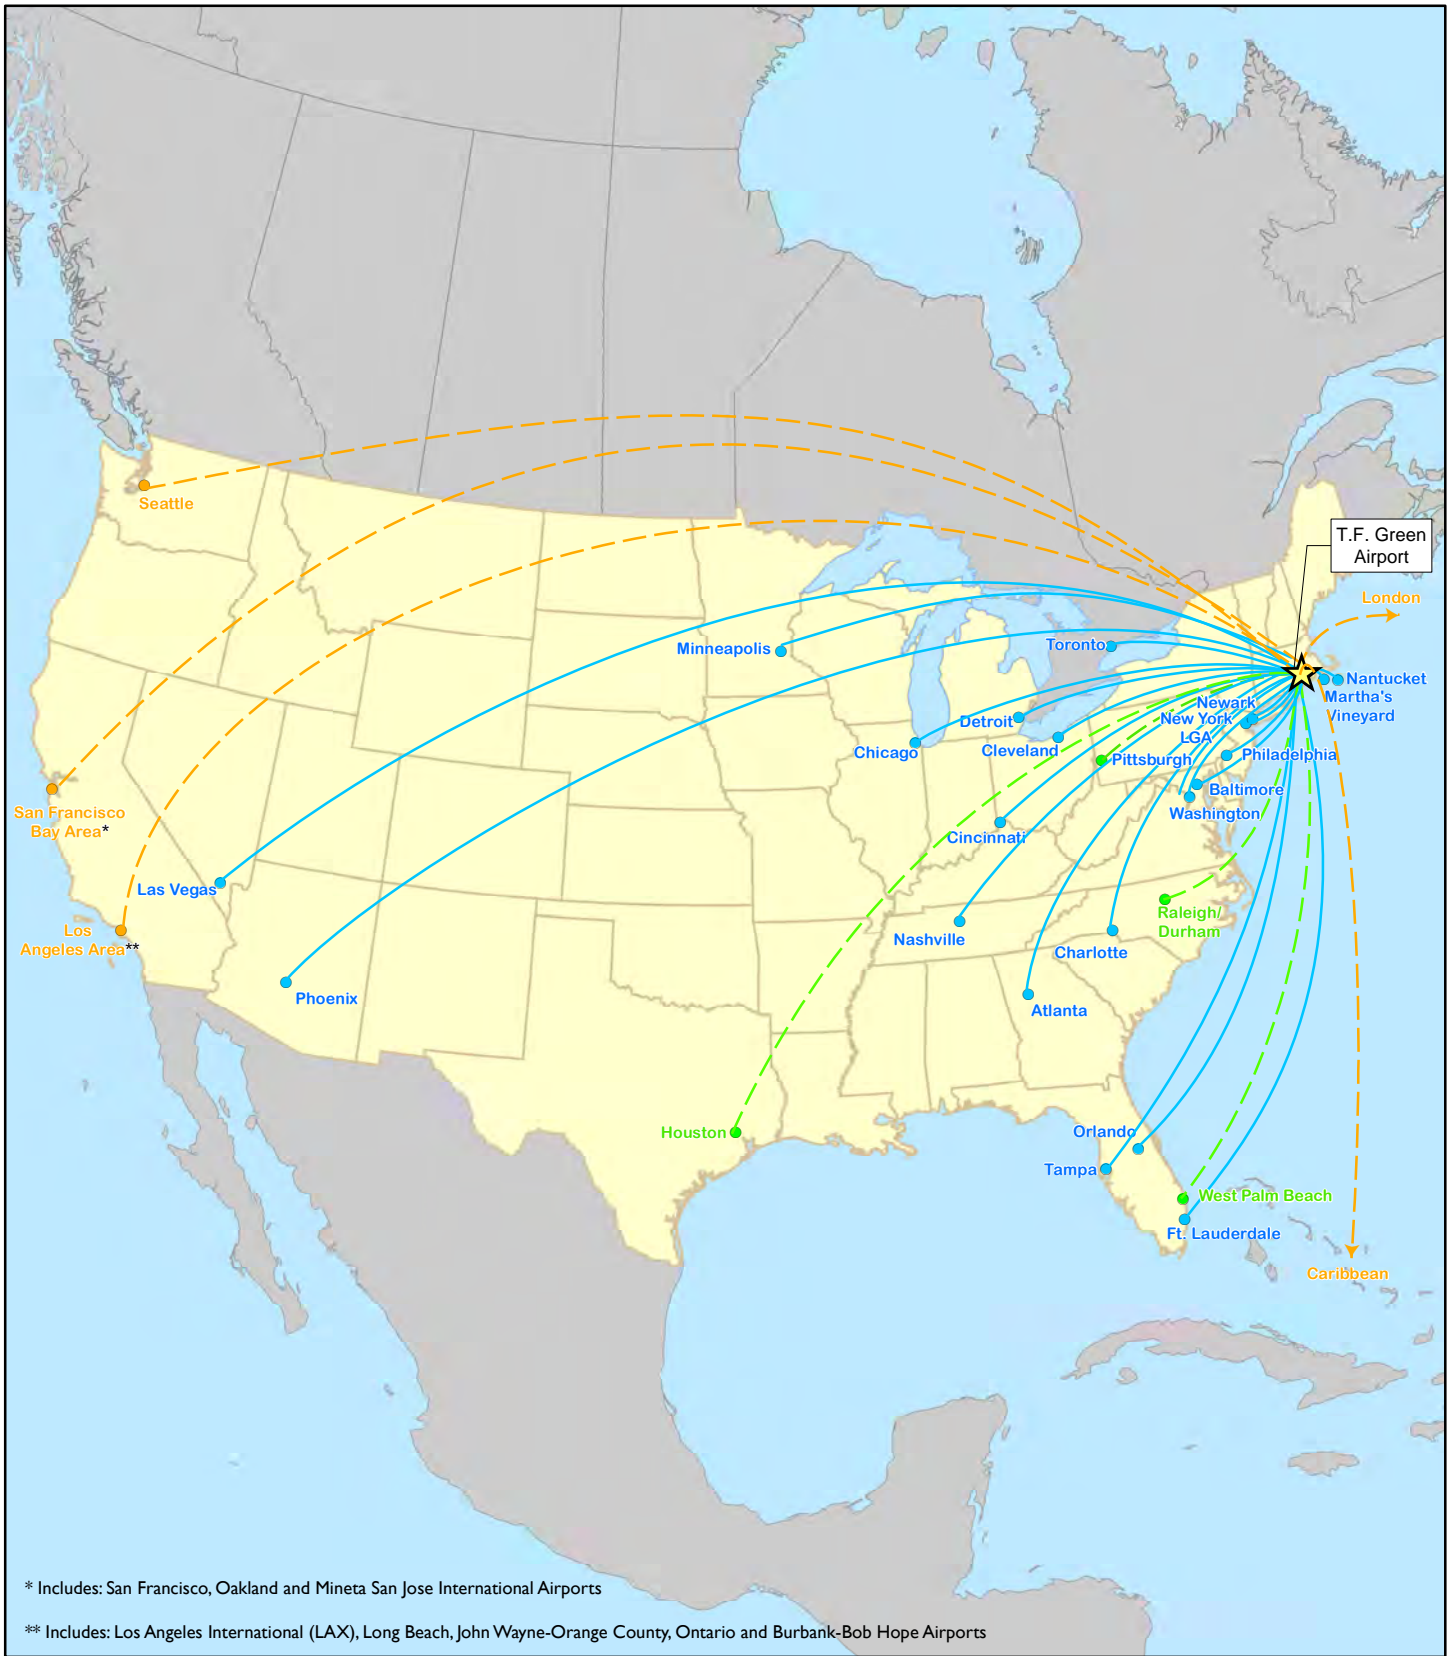 T.F. Green
Airport
Seattle
London
Minneapolis
Toronto
Nantucket
Martha's
Vineyard
Newark
New York
LGA
Detroit
Chicago
Cleveland
Pittsburgh
Philadelphia
Baltimore
Washington
San Francisco
Bay Area*
Cincinnati
Las Vegas
Raleigh/
Durham
Los
Angeles Area**
Nashville
Charlotte
Phoenix
Atlanta
Houston
Orlando
Tampa
West Palm Beach
Ft. Lauderdale
Caribbean
* Includes: San Francisco, Oakland and Mineta San Jose International Airports
** Includes: Los Angeles International (LAX), Long Beach, John Wayne-Orange County, Ontario and Burbank-Bob Hope Airports